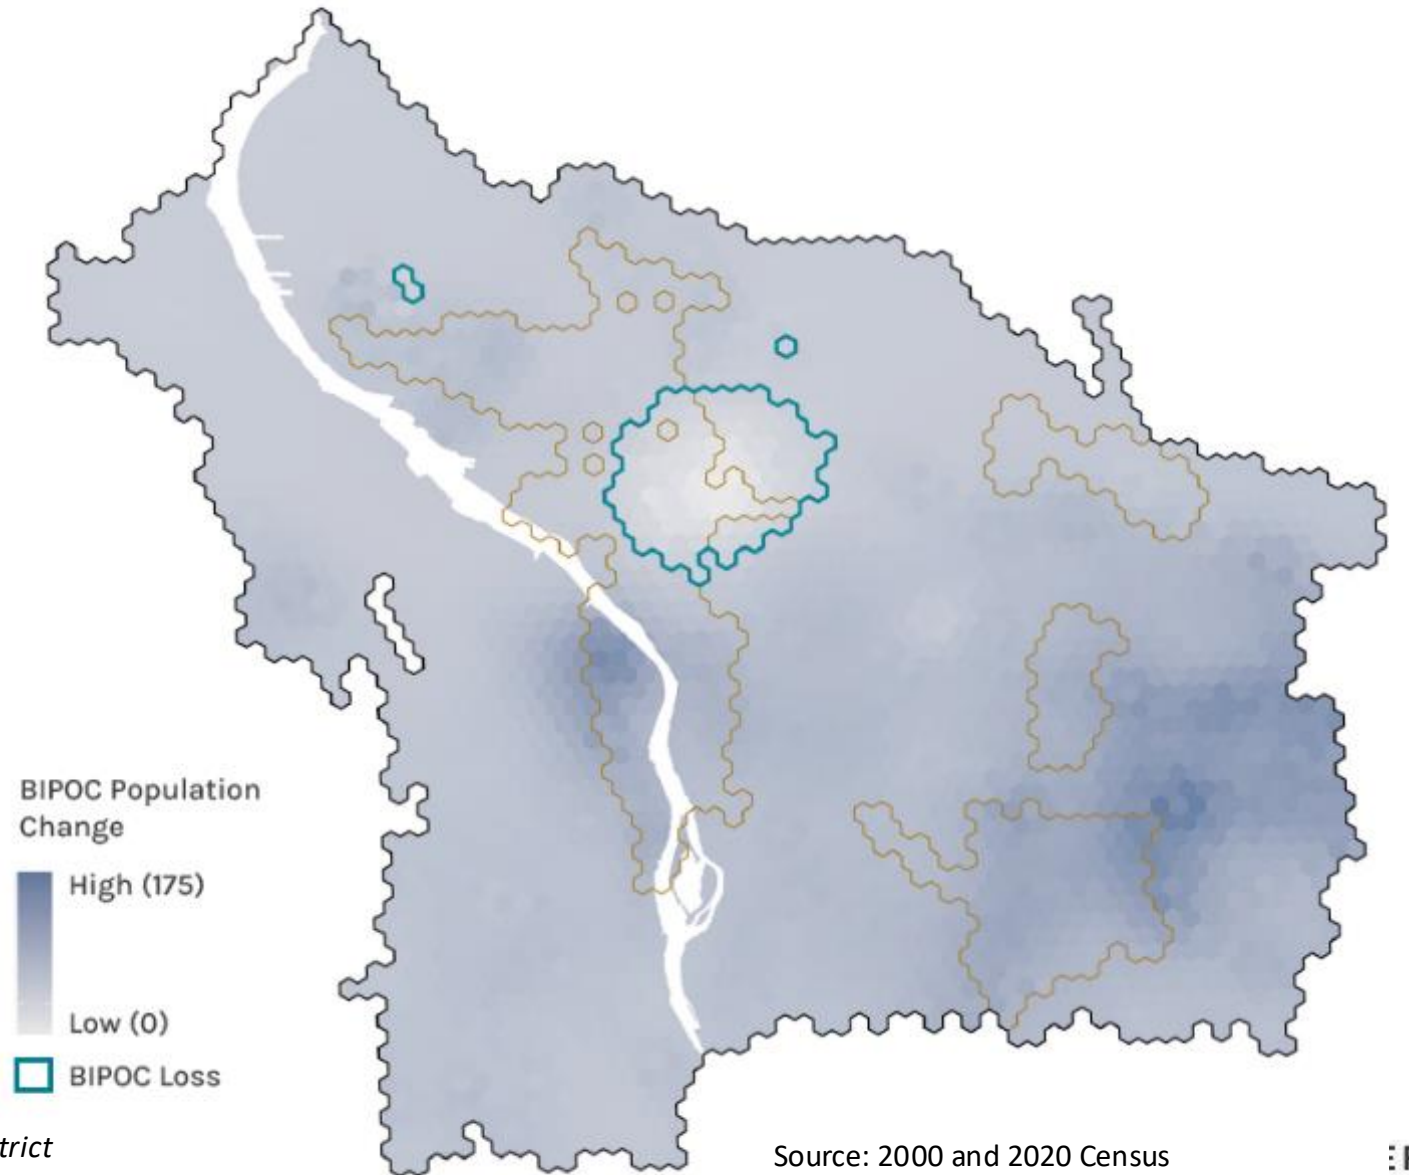 BIPOC Population
Change
High (175)
Low (0)
BIPOC Loss
trict
Source: 2000 and 2020 Census